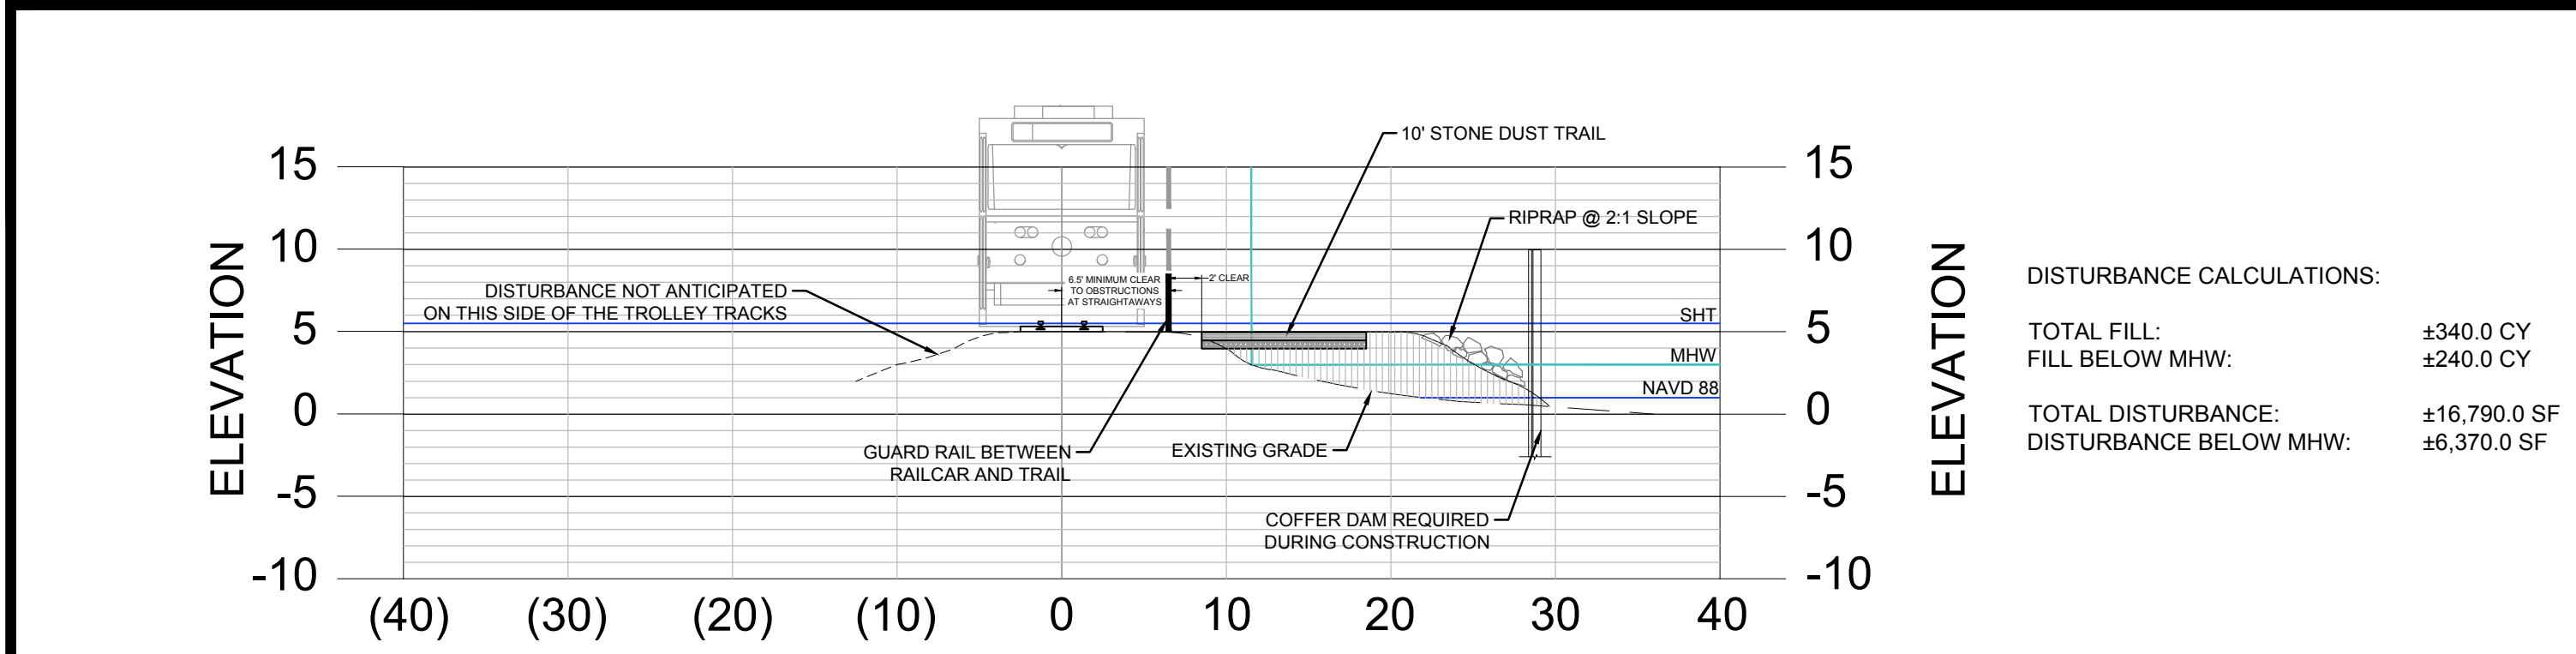 10' STONE DUST TRAIL
15
15
RIPRAP @ 2:1 SLOPE
10
10
ELEVATION
ELEVATION
6.5' MINIMUM CLEAR
TO OBSTRUCTIONS
AT STRAIGHTAWAYS
2' CLEAR
DISTURBANCE NOT ANTICIPATED
ON THIS SIDE OF THE TROLLEY TRACKS
SHT
5
5
MHW
NAVD 88
0
0
GUARD RAIL BETWEEN
RAILCAR AND TRAIL
EXISTING GRADE
-5
-5
COFFER DAM REQUIRED
DURING CONSTRUCTION
-10
-10
(40) (30) (20) (10) 0 10 20 30 40
DISTURBANCE CALCULATIONS:
TOTAL FILL: ±340.0 CY
FILL BELOW MHW: ±240.0 CY
TOTAL DISTURBANCE: ±16,790.0 SF
DISTURBANCE BELOW MHW: ±6,370.0 SF